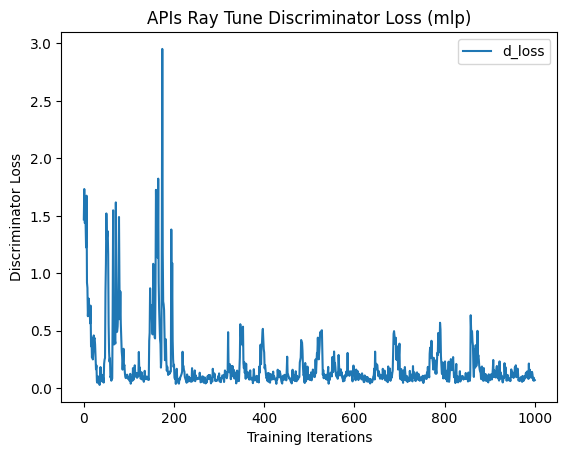 APIs Ray Tune Discriminator Loss (mlp)
d_loss
3.0
2.5
2.0
1.5
1.0
0.5
0.0
Discriminator Loss
0 200 400 600 800 1000
Training Iterations